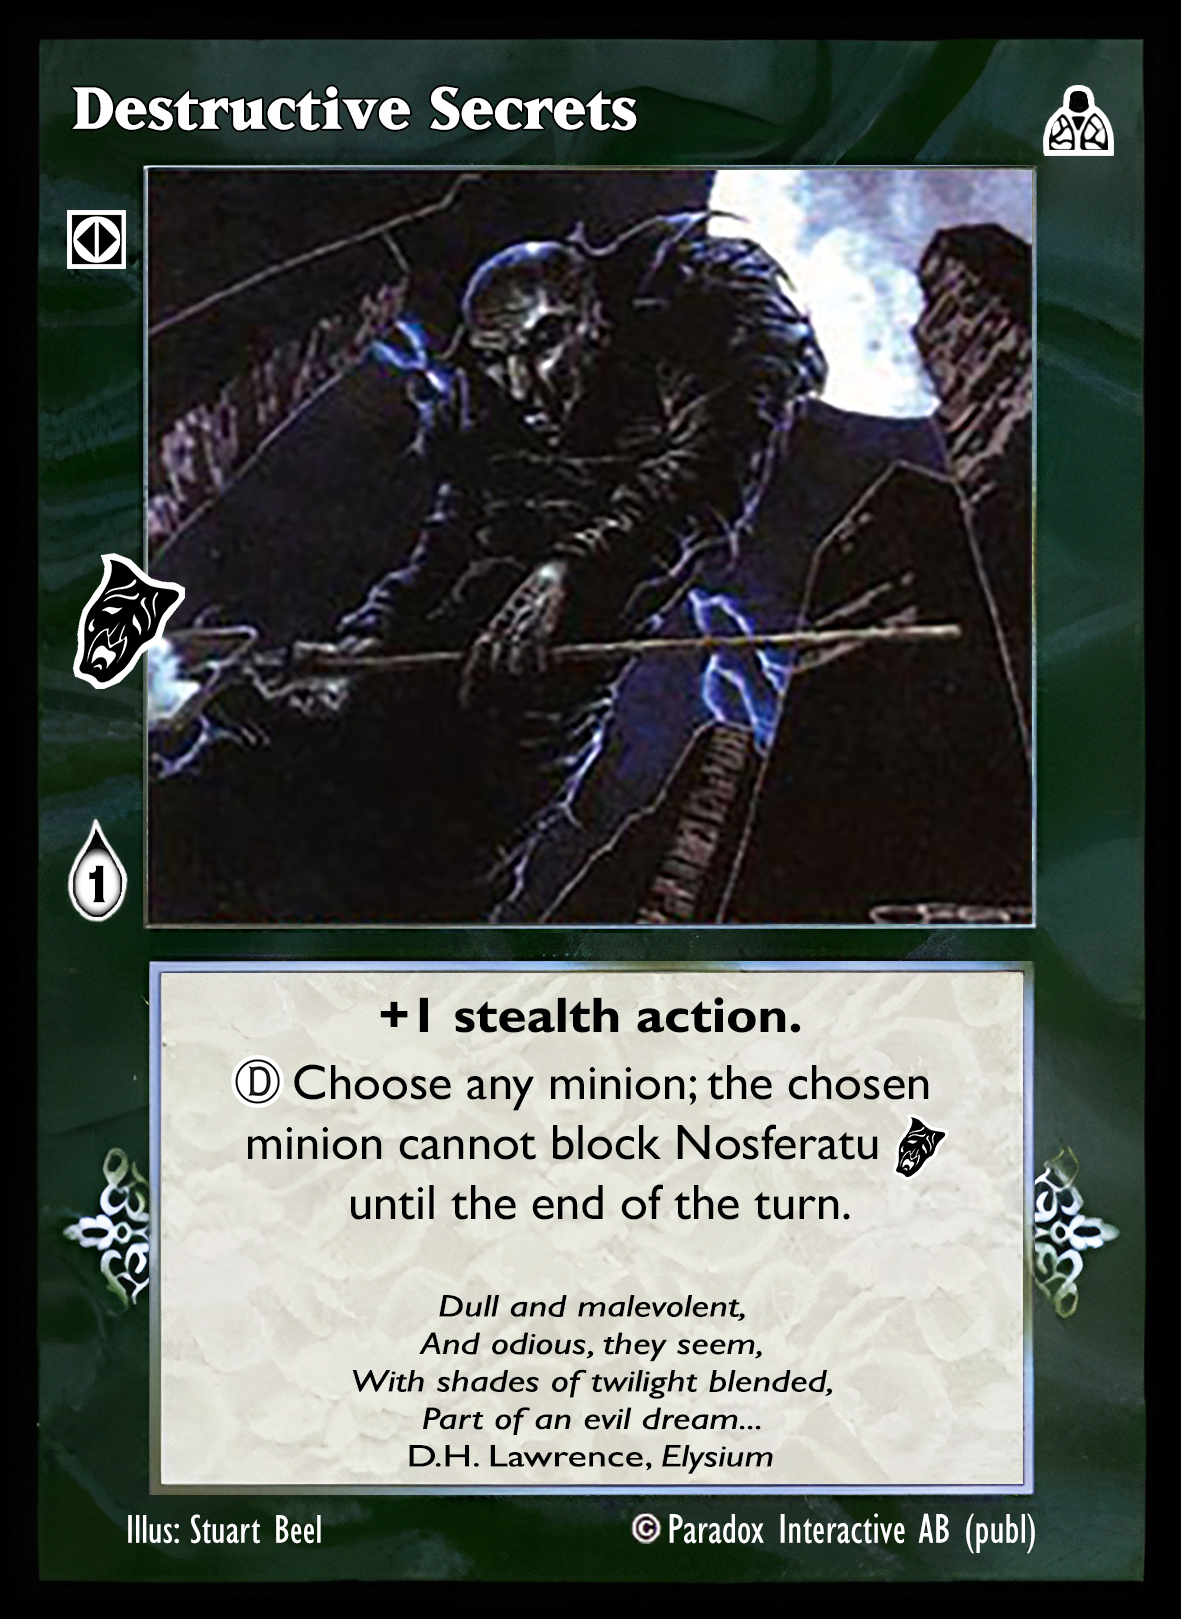 Destructive Secrets
1
+1 stealth action.
Ⓓ Choose any minion; the chosen
minion cannot block Nosferatu
until the end of the turn.
Dull and malevolent,
And odious, they seem,
With shades of twilight blended,
Part of an evil dream...
D.H. Lawrence, Elysium
Illus: Stuart Beel
© Paradox Interactive AB (publ)